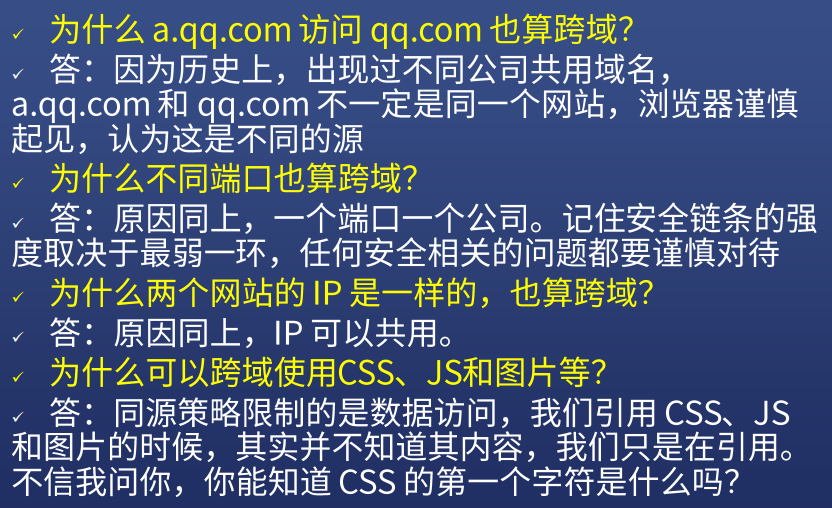 ✓ 为什么 a.qq.com 访问 qq.com 也算跨域？
✓ 答：因为历史上，出现过不同公司共用域名，
a.qq.com 和 qq.com 不一定是同一个网站，浏览器谨慎
起见，认为这是不同的源
✓ 为什么不同端口也算跨域？
✓ 答：原因同上，一个端口一个公司。记住安全链条的强
度取决于最弱一环，任何安全相关的问题都要谨慎对待
✓ 为什么两个网站的 IP 是一样的，也算跨域？
✓ 答：原因同上，IP 可以共用。
✓ 为什么可以跨域使用CSS、JS和图片等？
✓ 答：同源策略限制的是数据访问，我们引用 CSS、JS
和图片的时候，其实并不知道其内容，我们只是在引用。
不信我问你，你能知道 CSS 的第一个字符是什么吗？